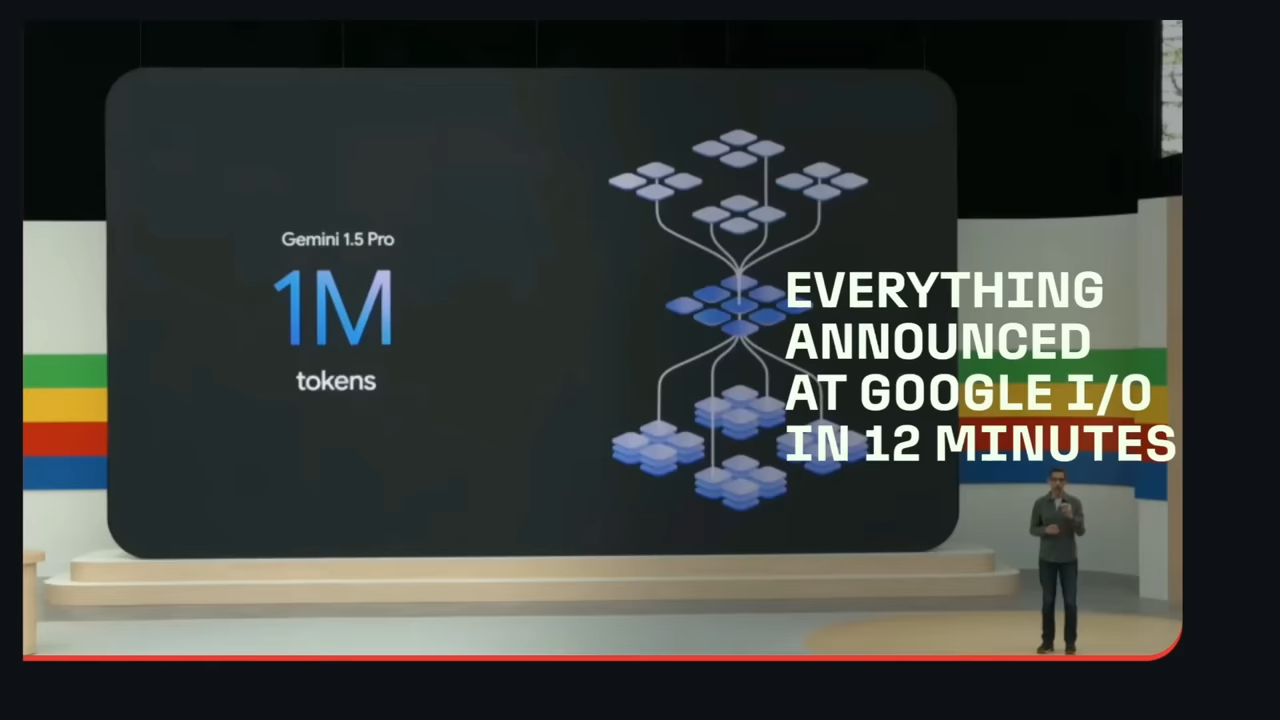 Gemini 1.5 Pro
1M
tokens
EVERYTHING
ANNOUNCED
AT GOOGLE I/O
IN 12 MINUTES